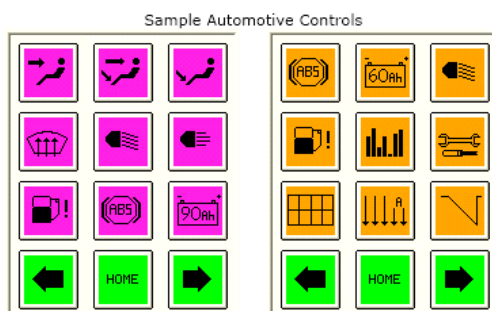 Sample Automotive Controls
(ABS)
60Ah
!
!
A
!
(ABS)
90Ah
HOME
HOME